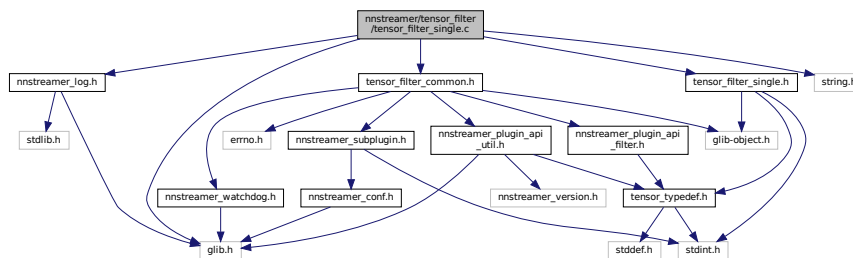 nnstreamer/tensor_filter
/tensor_filter_single.c
nnstreamer_log.h
tensor_filter_common.h
tensor_filter_single.h
string.h
stdlib.h
errno.h
nnstreamer_subplugin.h
nnstreamer_plugin_api
_util.h
nnstreamer_plugin_api
_filter.h
glib-object.h
nnstreamer_watchdog.h
nnstreamer_conf.h
nnstreamer_version.h
tensor_typedef.h
glib.h
stddef.h
stdint.h